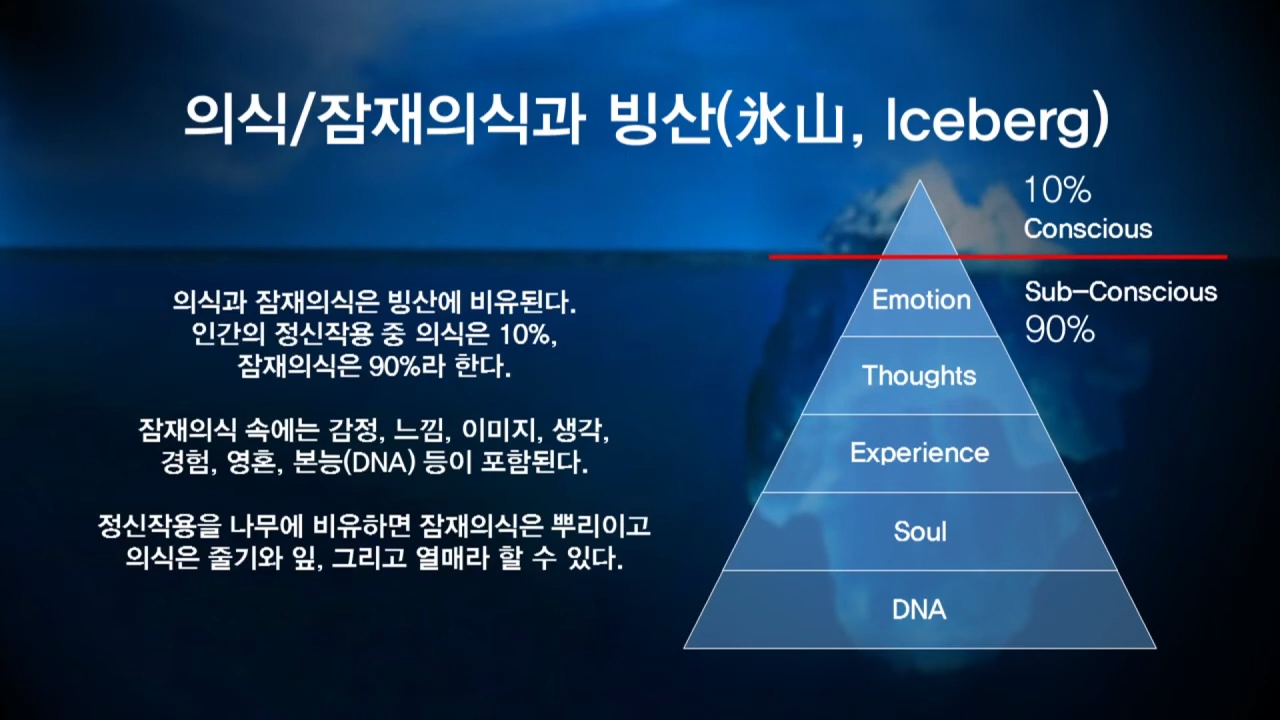 의식/잠재의식과 빙산(氷山, Iceberg)
10%
Conscious
의식과 잠재의식은 빙산에 비유된다.
인간의 정신작용 중 의식은 10%,
잠재의식은 90%라 한다.
잠재의식 속에는 감정, 느낌, 이미지, 생각,
경험, 영혼, 본능(DNA) 등이 포함된다.
정신작용을 나무에 비유하면 잠재의식은 뿌리이고
의식은 줄기와 잎, 그리고 열매라 할 수 있다.
Sub-Conscious
90%
Emotion
Thoughts
Experience
Soul
DNA